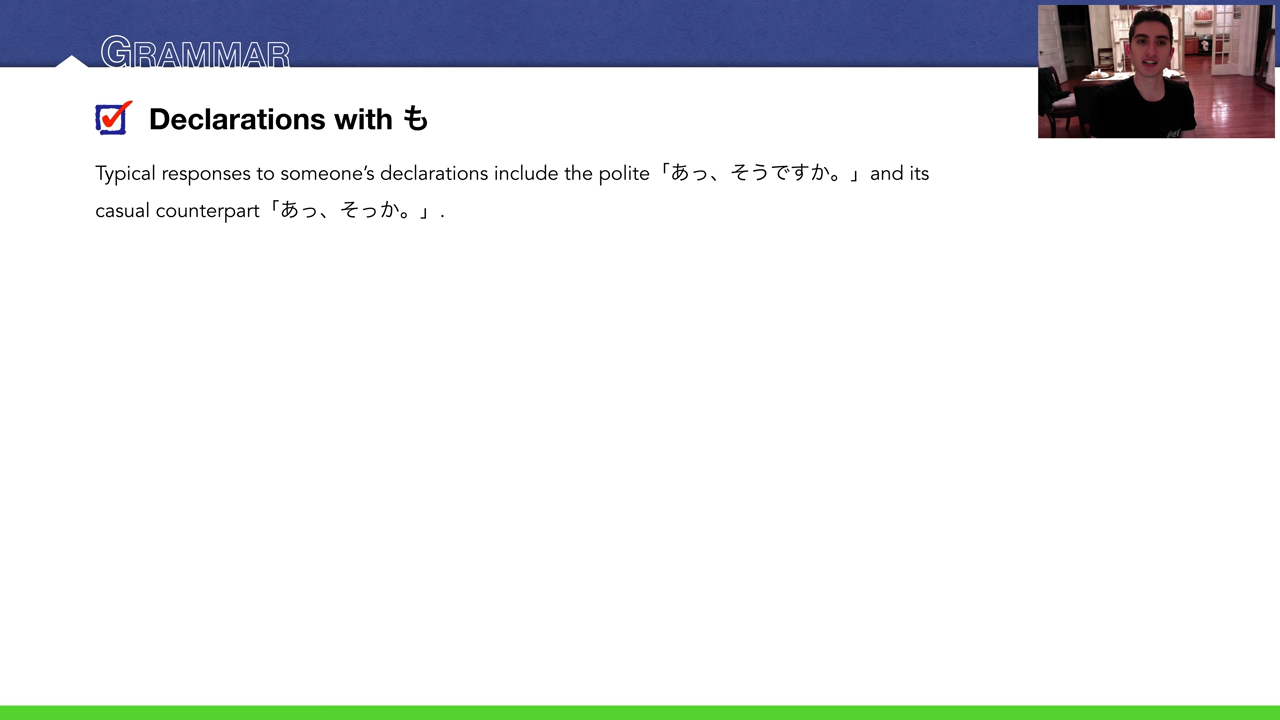 GRAMMAR
Declarations with も
Typical responses to someone’s declarations include the polite「あっ、そうですか。」and its
casual counterpart「あっ、そっか。」.